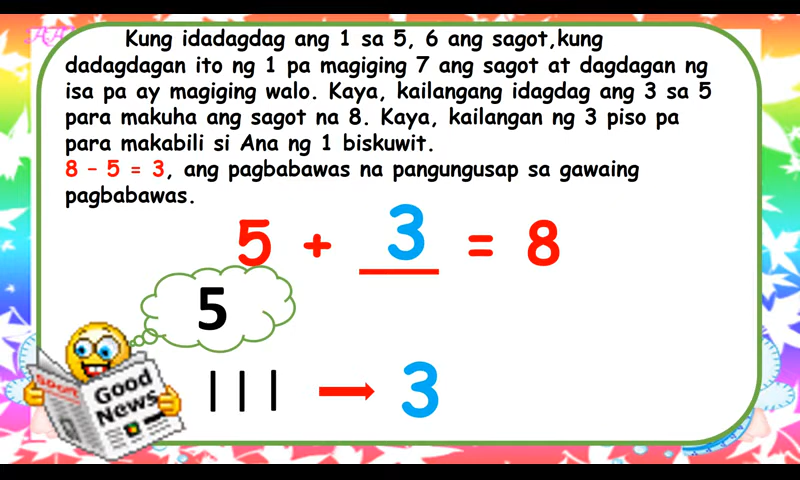 Kung idadagdag ang 1 sa 5, 6 ang sagot,kung
dadagdagan ito ng 1 pa magiging 7 ang sagot at dagdagan ng
isa pa ay magiging walo. Kaya, kailangang idagdag ang 3 sa 5
para makuha ang sagot na 8. Kaya, kailangan ng 3 piso pa
para makabili si Ana ng 1 biskuwit.
8 – 5 = 3, ang pagbabawas na pangungusap sa gawaing
pagbabawas.
5 + 3 = 8
5
Good
News
| | | → 3